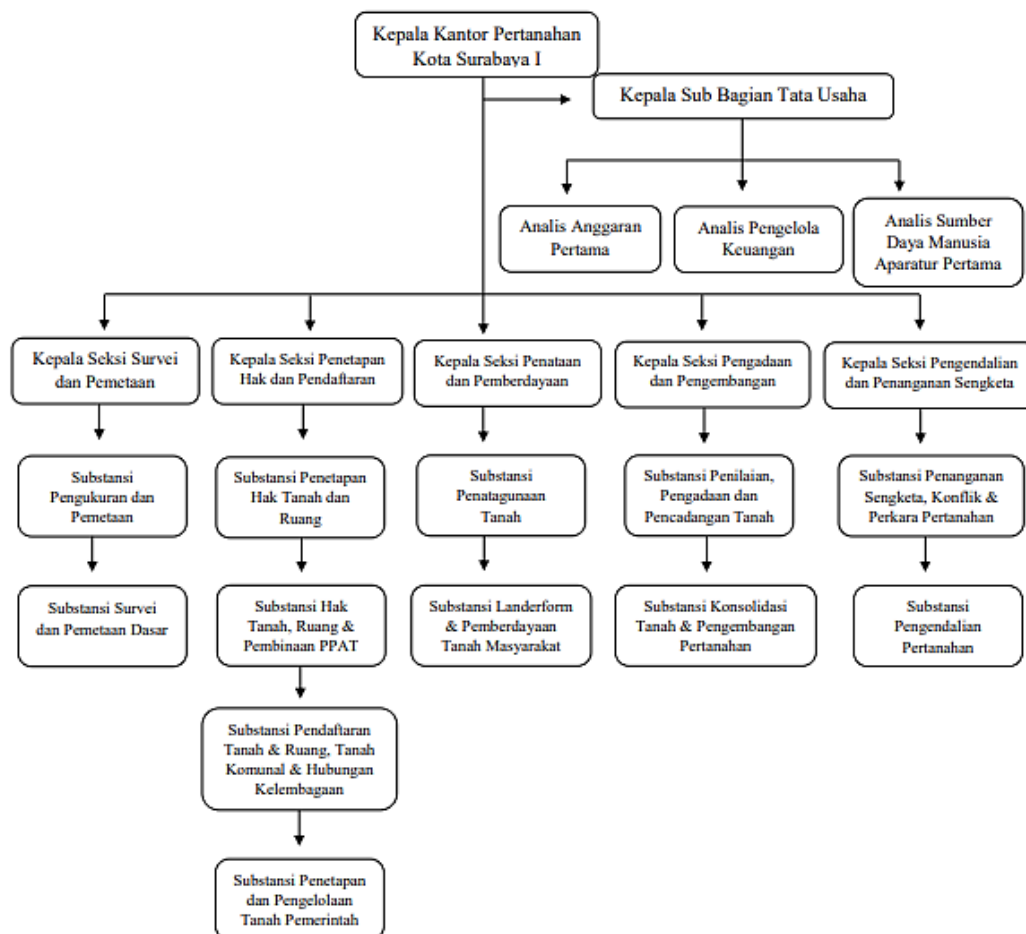 Kepala Kantor Pertanahan
Kota Surabaya I
Kepala Sub Bagian Tata Usaha
Analis Anggaran
Pertama
Analis Pengelola
Keuangan
Analis Sumber
Daya Manusia
Aparatur Pertama
Kepala Seksi Survei
dan Pemetaan
Kepala Seksi Penetapan
Hak dan Pendaftaran
Kepala Seksi Penataan
dan Pemberdayaan
Kepala Seksi Pengadaan
dan Pengembangan
Kepala Seksi Pengendalian
dan Penanganan Sengketa
Substansi
Pengukuran dan
Pemetaan
Substansi Penetapan
Hak Tanah dan
Ruang
Substansi
Penatagunaan
Tanah
Substansi Penilaian,
Pengadaan dan
Pencadangan Tanah
Substansi Penanganan
Sengketa, Konflik &
Perkara Pertanahan
Substansi Survei
dan Pemetaan Dasar
Substansi Hak
Tanah, Ruang &
Pembinaan PPAT
Substansi Landerform
& Pemberdayaan
Tanah Masyarakat
Substansi Konsolidasi
Tanah & Pengembangan
Pertanahan
Substansi
Pengendalian
Pertanahan
Substansi Pendaftaran
Tanah & Ruang, Tanah
Komunal & Hubungan
Kelembagaan
Substansi Penetapan
dan Pengelolaan
Tanah Pemerintah